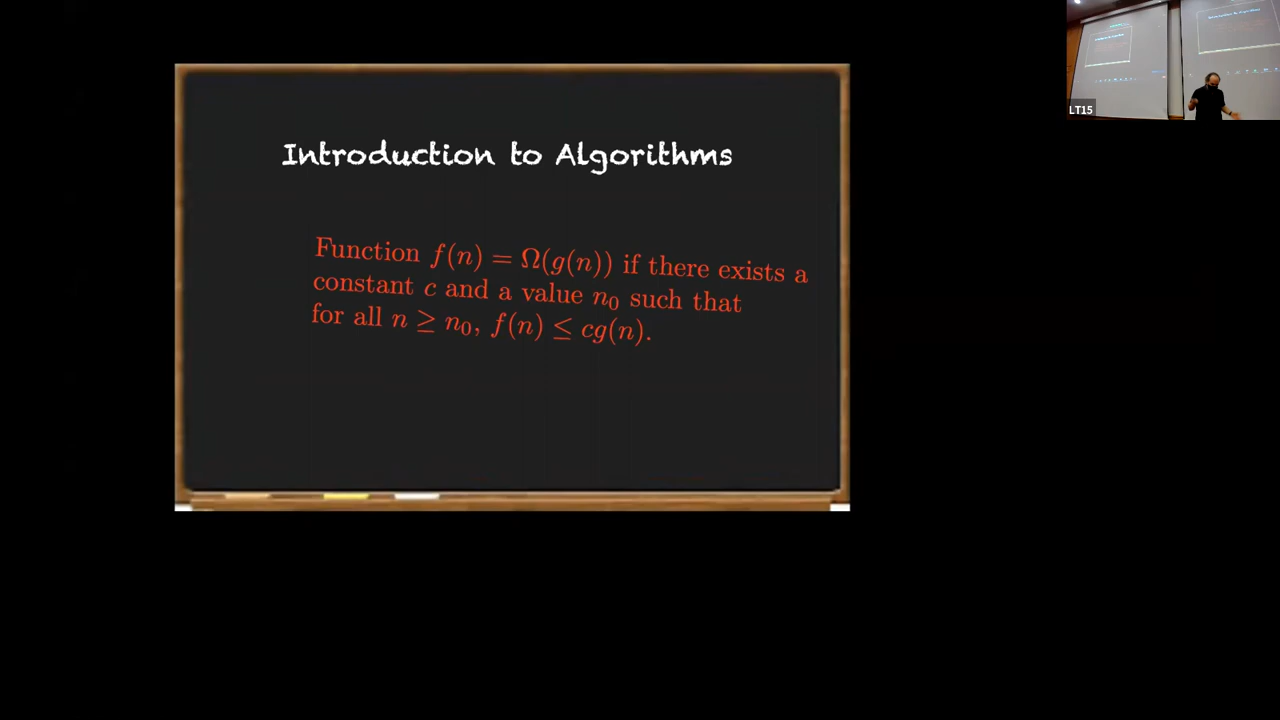 Introduction to Algorithms
Function f(n) = Ω(g(n)) if there exists a
constant c and a value n₀ such that
for all n ≥ n₀, f(n) ≤ cg(n).
LT15